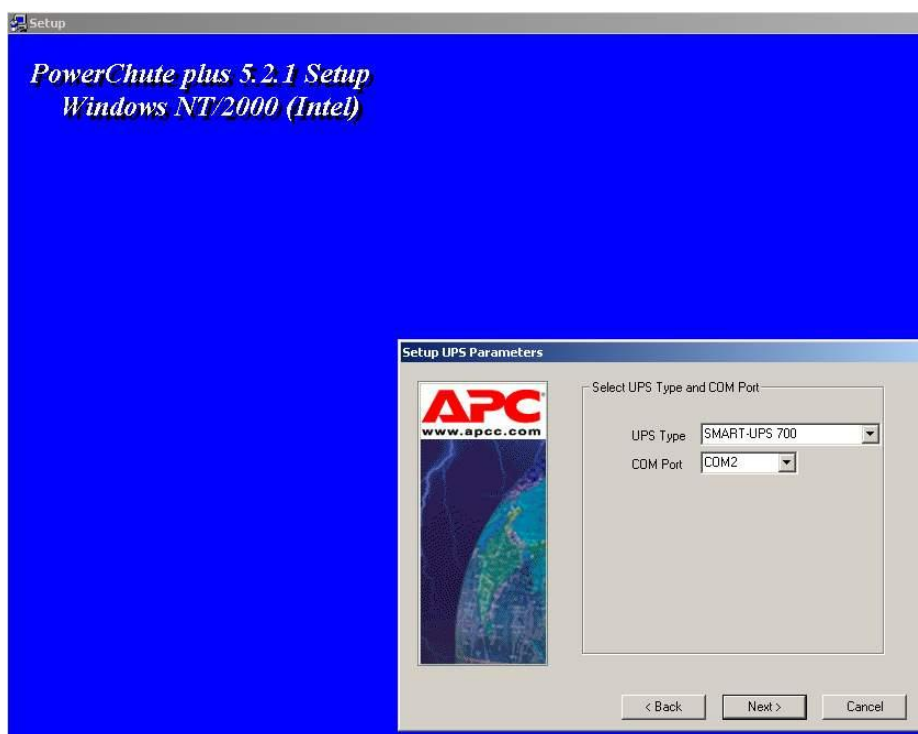 Setup
PowerChute plus 5.2.1 Setup
Windows NT/2000 (Intel)
Setup UPS Parameters
APC
www.apcc.com
Select UPS Type and COM Port
UPS Type SMART-UPS 700
COM Port COM2
< Back Next > Cancel